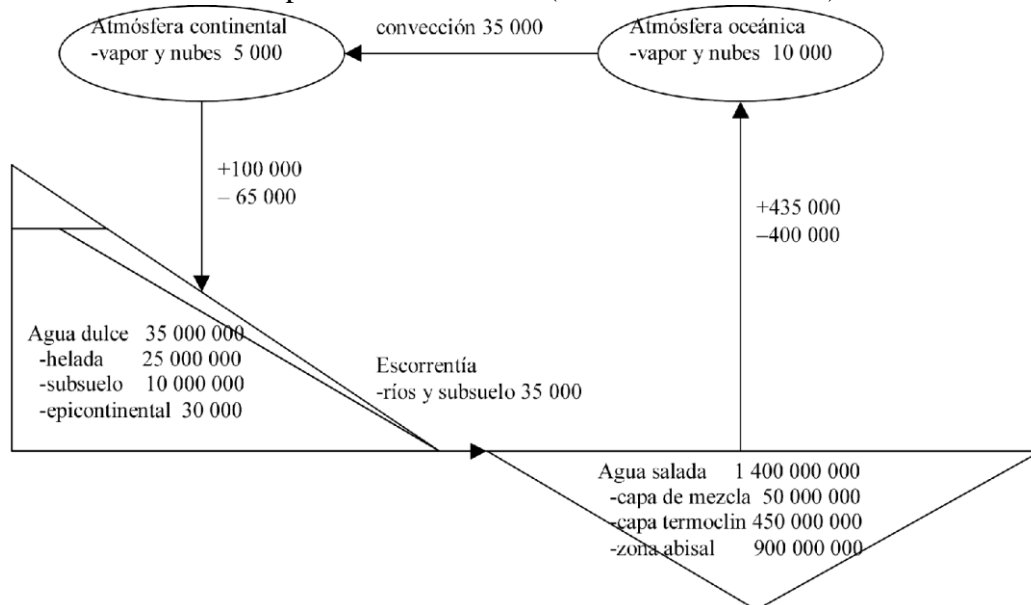 Atmósfera continental
-vapor y nubes 5 000
convección 35 000
Atmósfera oceánica
-vapor y nubes 10 000
+100 000
– 65 000
+435 000
–400 000
Agua dulce 35 000 000
-helada 25 000 000
-subsuelo 10 000 000
-epicontinental 30 000
Escorrentía
-ríos y subsuelo 35 000
Agua salada 1 400 000 000
-capa de mezcla 50 000 000
-capa termoclin 450 000 000
-zona abisal 900 000 000